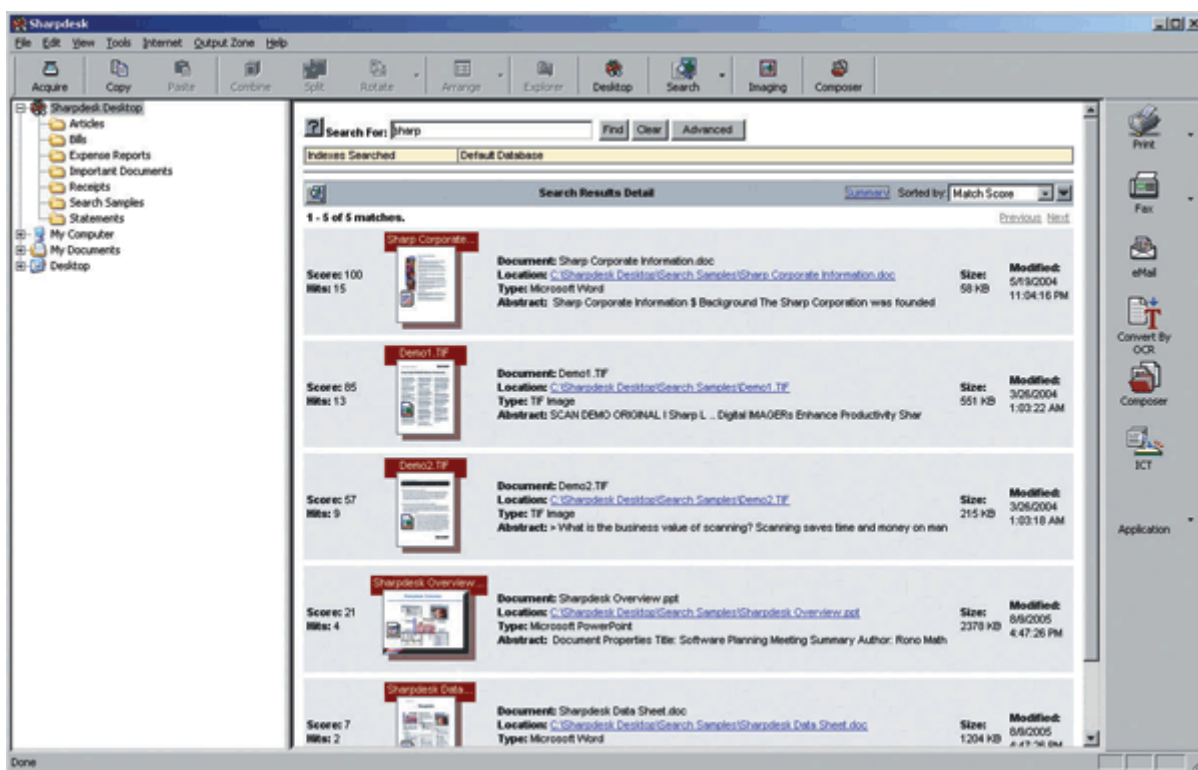 Sharpdesk
File Edit View Tools Internet Output Zone Help
Acquire Copy Paste Combine Split Rotate Arrange Explorer Desktop Search Imaging Composer
Sharpdesk Desktop
Articles
Bills
Expense Reports
Important Documents
Receipts
Search Samples
Statements
My Computer
My Documents
Desktop
Search For: sharp Find Clear Advanced
Indexes Searched Default Database
Search Results Detail Summary Sorted by: Match Score
1 - 5 of 5 matches. Previous Next
Sharp Corporate...
Score: 100
Hits: 15
Document: Sharp Corporate Information.doc
Location: C:\Sharpdesk Desktop\Search Samples\Sharp Corporate Information.doc
Type: Microsoft Word
Abstract: Sharp Corporate Information $ Background The Sharp Corporation was founded
Size:
58 KB
Modified:
5/19/2004
11:04:16 PM
Demo1.TIF
Score: 85
Hits: 13
Document: Demo1.TIF
Location: C:\Sharpdesk Desktop\Search Samples\Demo1.TIF
Type: TIF Image
Abstract: SCAN DEMO ORIGINAL I Sharp L .. Digital IMAGERs Enhance Productivity Shar
Size:
551 KB
Modified:
3/26/2004
1:03:22 AM
Demo2.TIF
Score: 57
Hits: 9
Document: Demo2.TIF
Location: C:\Sharpdesk Desktop\Search Samples\Demo2.TIF
Type: TIF Image
Abstract: > What is the business value of scanning? Scanning saves time and money on man
Size:
215 KB
Modified:
3/26/2004
1:03:18 AM
Sharpdesk Overview...
Score: 21
Hits: 4
Document: Sharpdesk Overview.ppt
Location: C:\Sharpdesk Desktop\Search Samples\Sharpdesk Overview.ppt
Type: Microsoft PowerPoint
Abstract: Document Properties Title: Software Planning Meeting Summary Author: Rono Math
Size:
2378 KB
Modified:
8/9/2005
4:47:26 PM
Sharpdesk Data...
Score: 7
Hits: 2
Document: Sharpdesk Data Sheet.doc
Location: C:\Sharpdesk Desktop\Search Samples\Sharpdesk Data Sheet.doc
Type: Microsoft Word
Size:
1204 KB
Modified:
8/9/2005
4:47:26 PM
Print
Fax
eMail
Convert By
OCR
Composer
ICT
Application
Done